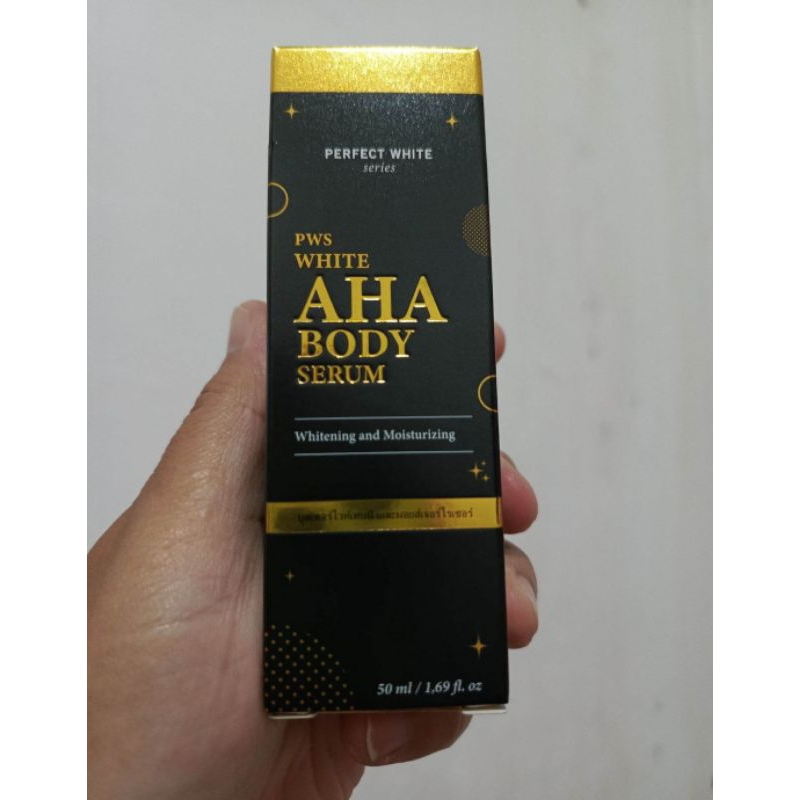 PERFECT WHITE
series
PWS
WHITE
AHA
BODY
SERUM
Whitening and Moisturizing
50 ml / 1.69 fl. oz